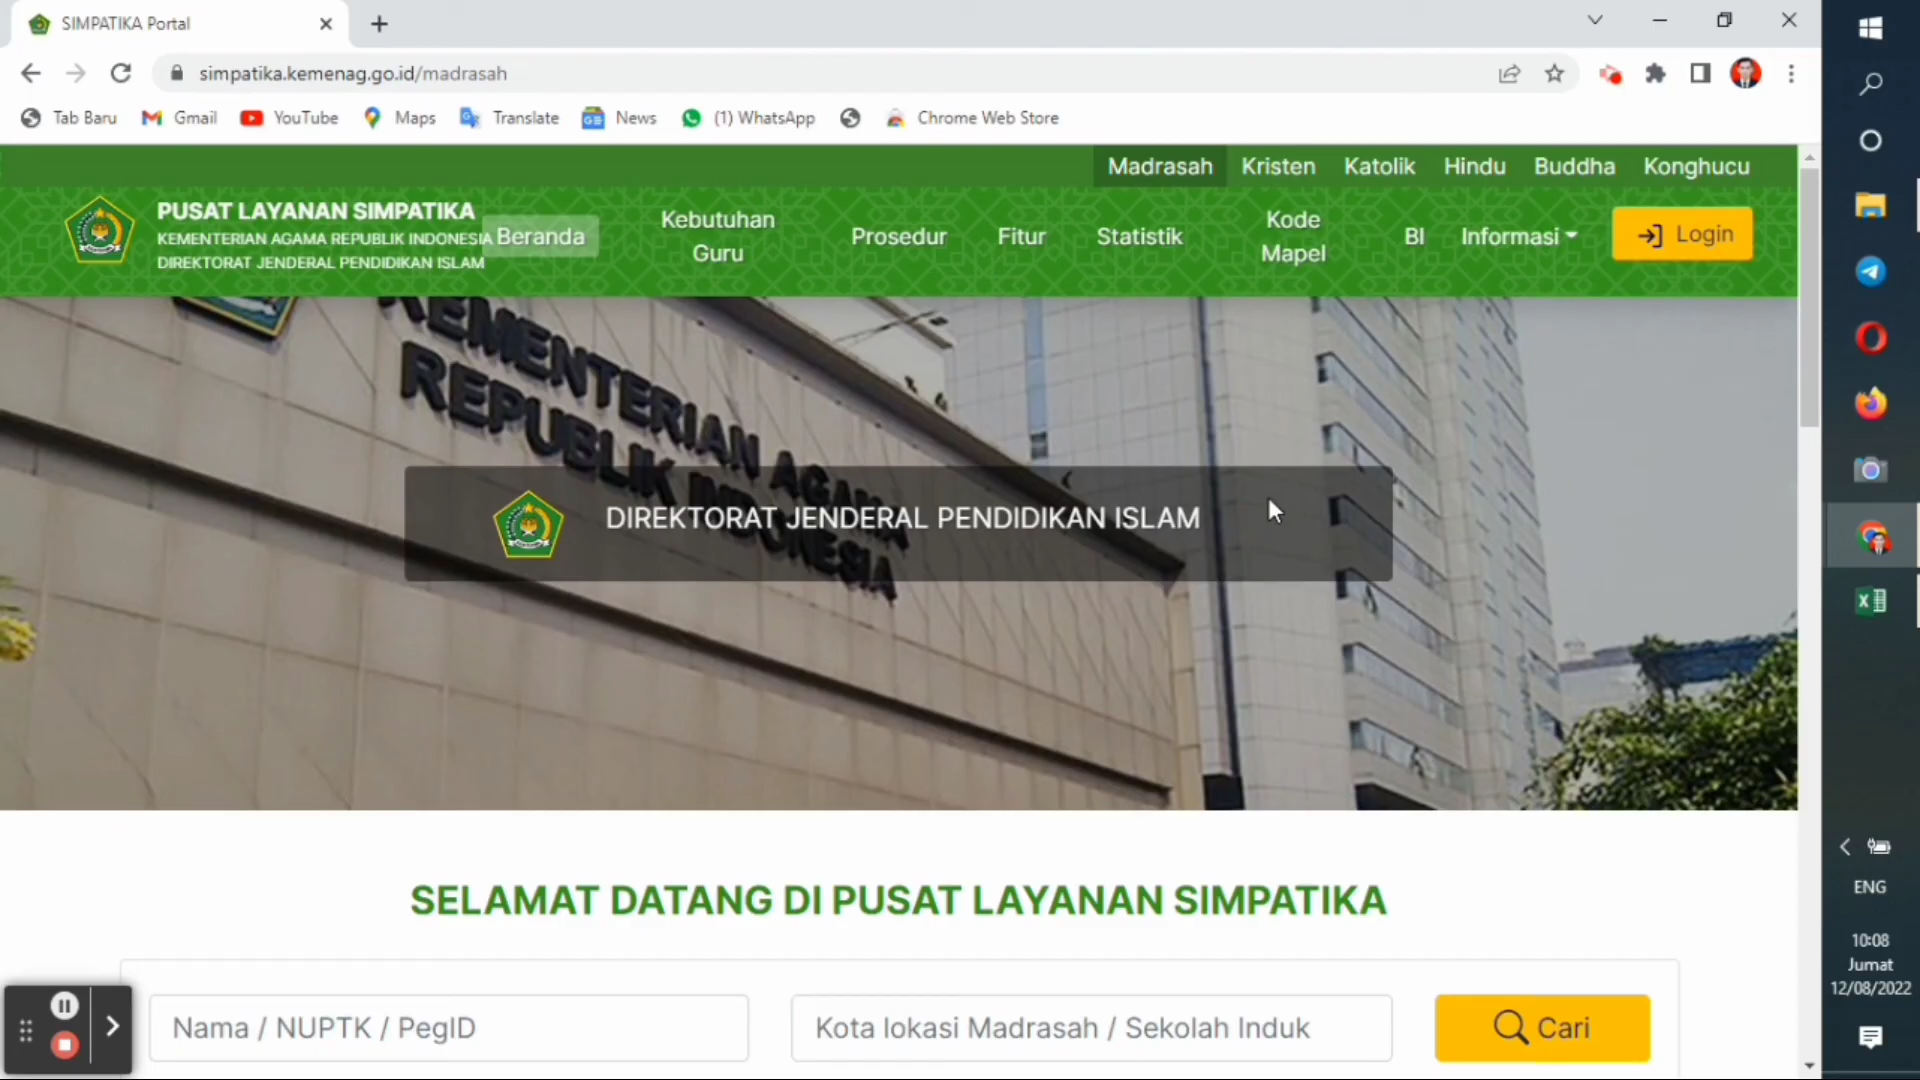 SIMPATIKA Portal
simpatika.kemenag.go.id/madrasah
Tab Baru
Gmail
YouTube
Maps
Translate
News
(1) WhatsApp
Chrome Web Store
Madrasah
Kristen
Katolik
Hindu
Buddha
Konghucu
PUSAT LAYANAN SIMPATIKA
KEMENTERIAN AGAMA REPUBLIK INDONESIA
DIREKTORAT JENDERAL PENDIDIKAN ISLAM
Beranda
Kebutuhan
Guru
Prosedur
Fitur
Statistik
Kode
Mapel
BI
Informasi
Login
KEMENTERIAN AGAMA
REPUBLIK INDONESIA
DIREKTORAT JENDERAL PENDIDIKAN ISLAM
SELAMAT DATANG DI PUSAT LAYANAN SIMPATIKA
Nama / NUPTK / PegID
Kota lokasi Madrasah / Sekolah Induk
Cari
ENG
10:08
Jumat
12/08/2022